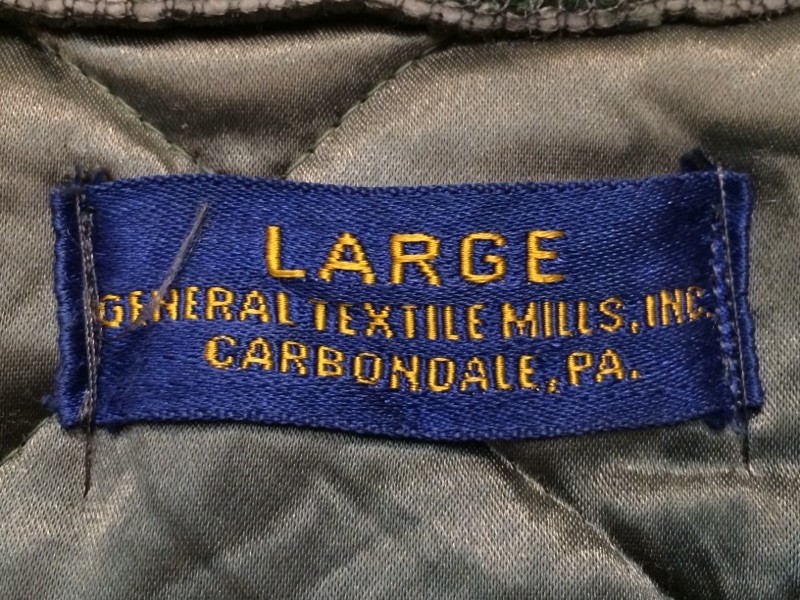 LARGE
GENERAL TEXTILE MILLS, INC.
CARBONDALE, PA.